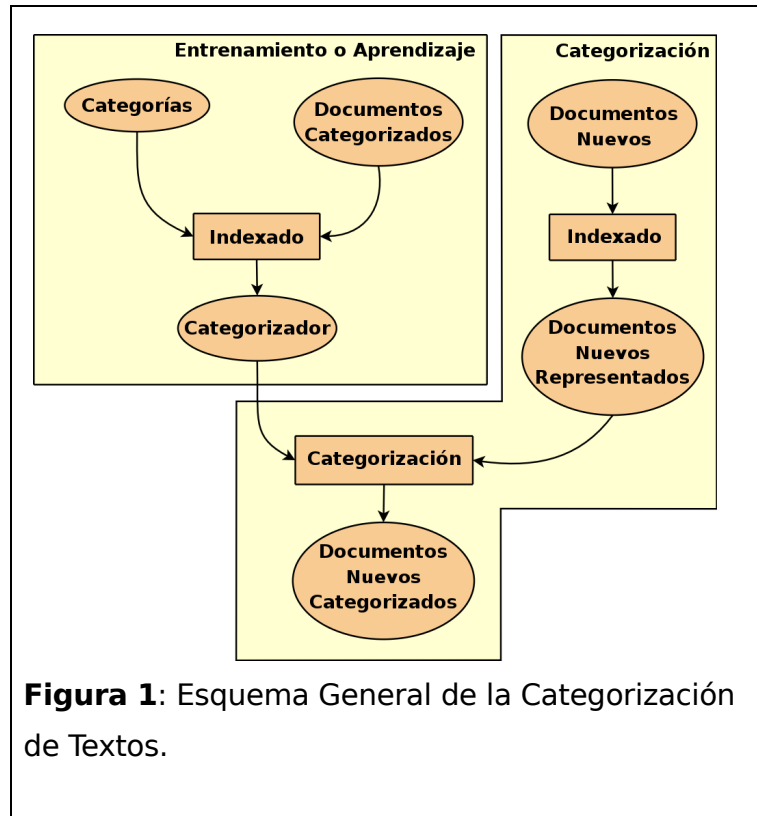 Entrenamiento o Aprendizaje
Categorías
Documentos
Categorizados
Indexado
Categorizador
Categorización
Documentos
Nuevos
Indexado
Documentos
Nuevos
Representados
Categorización
Documentos
Nuevos
Categorizados
Figura 1: Esquema General de la Categorización
de Textos.